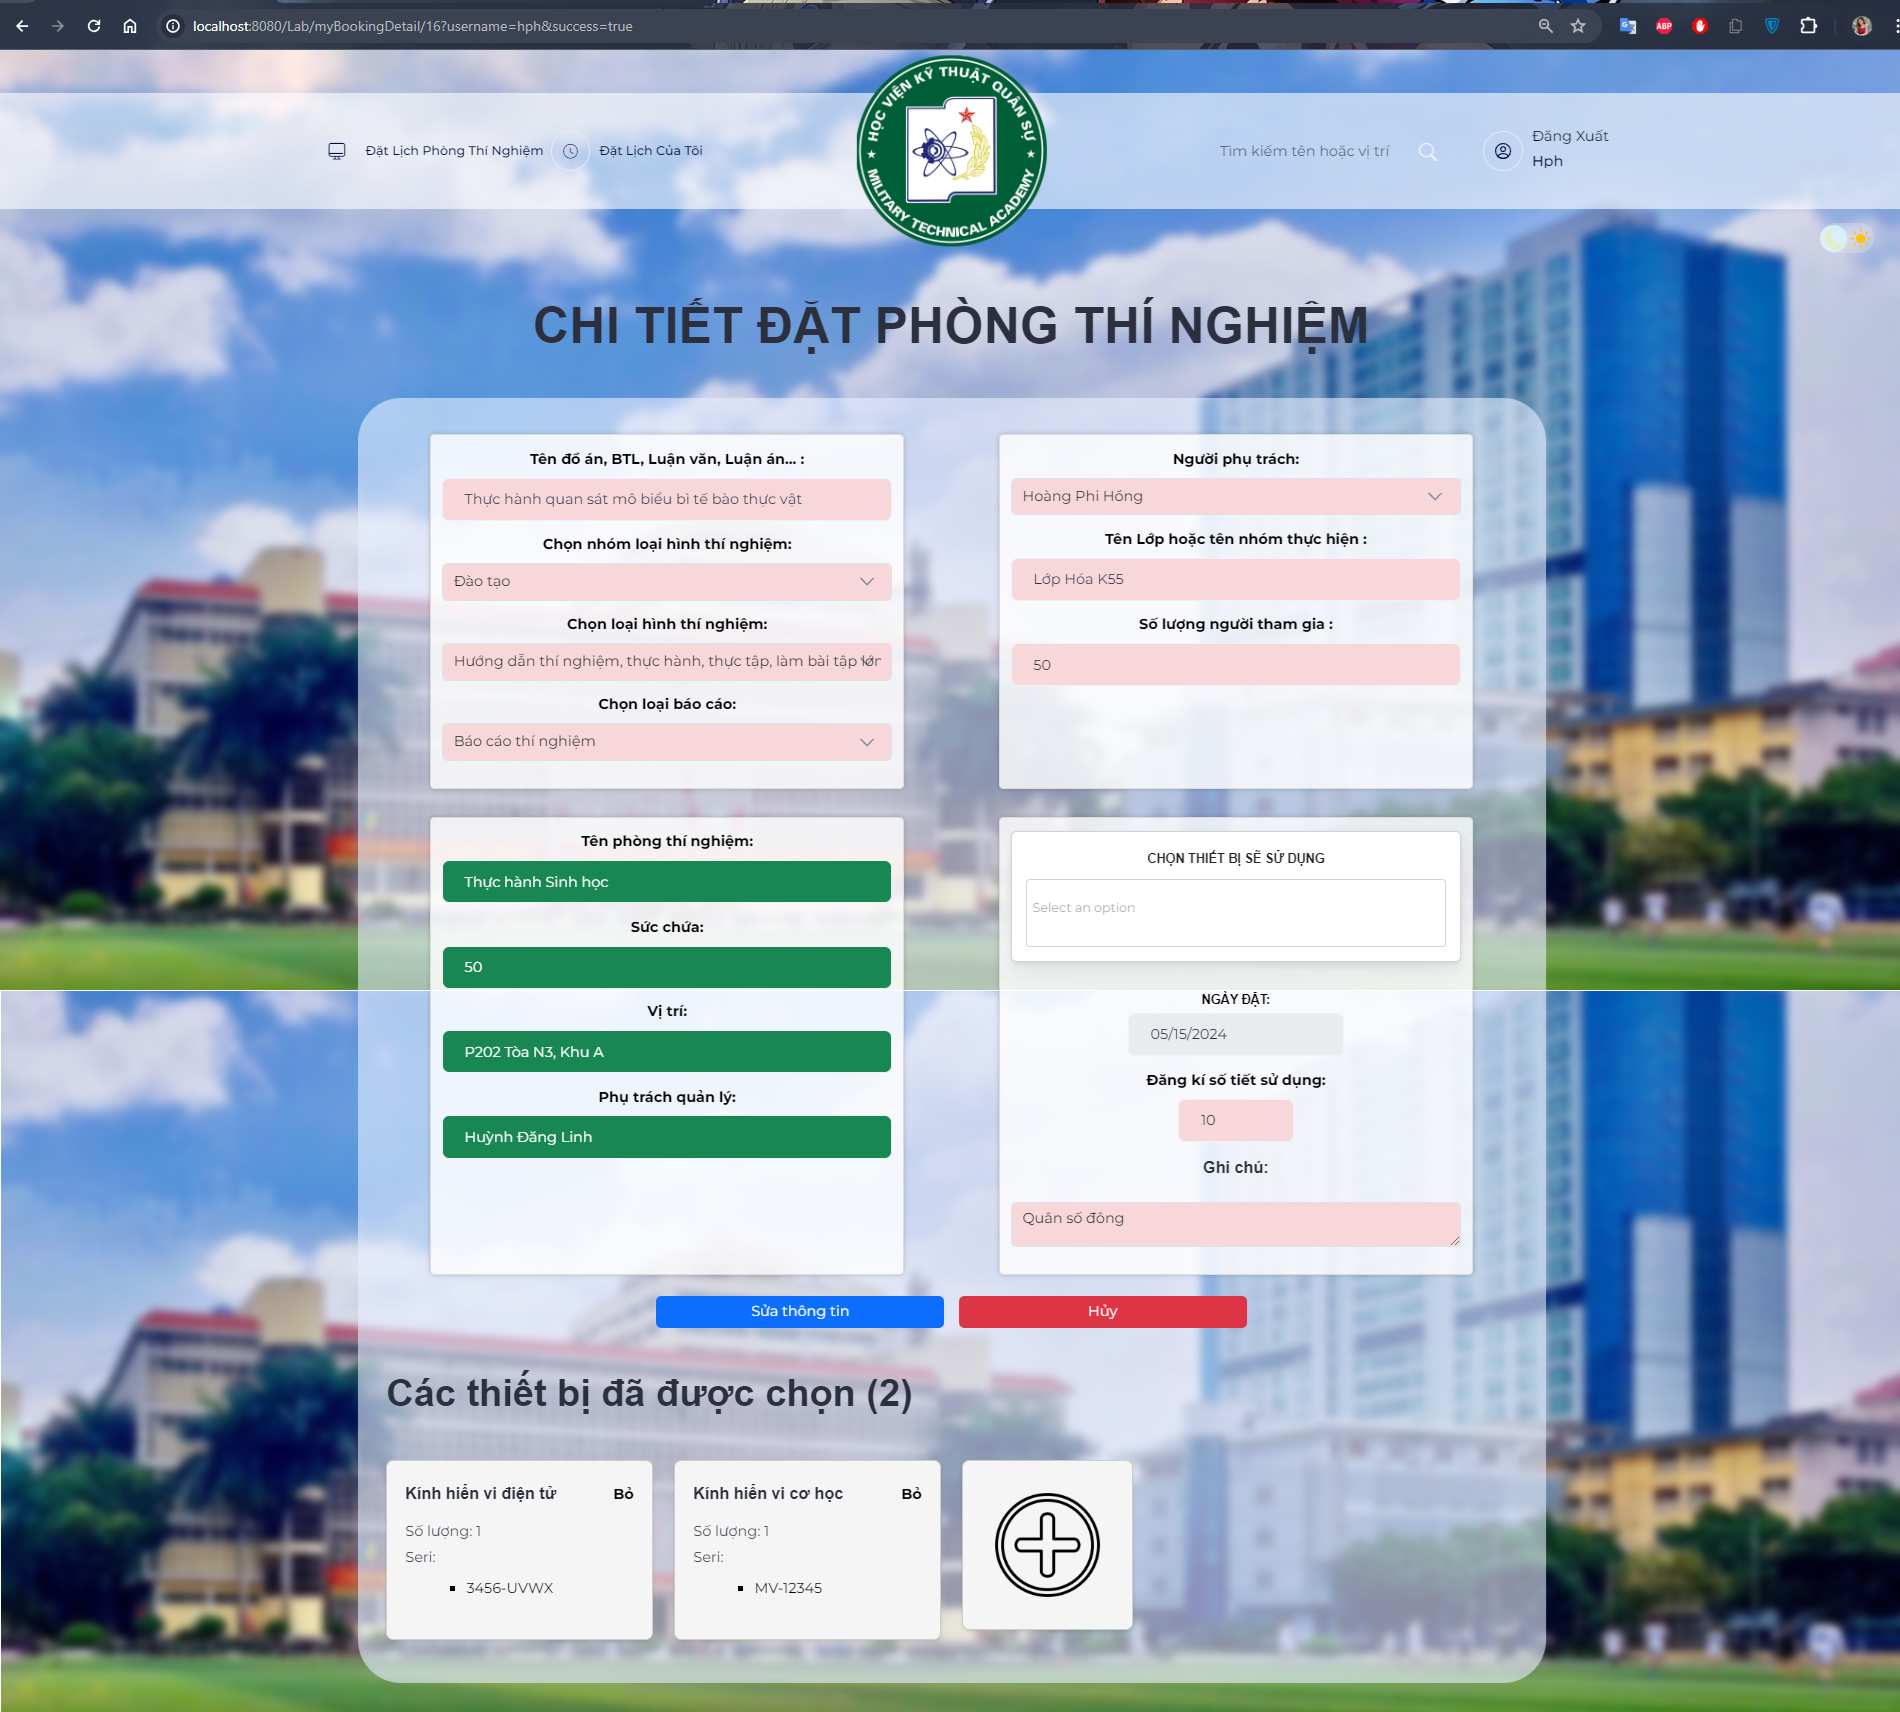 localhost:8080/Lab/myBookingDetail/16?username=hph&success=true
ABP
HỌC VIỆN KỸ THUẬT QUÂN SỰ
MILITARY TECHNICAL ACADEMY
Đặt Lịch Phòng Thí Nghiệm
Đặt Lịch Của Tôi
Tìm kiếm tên hoặc vị trí
Đăng Xuất
Hph
CHI TIẾT ĐẶT PHÒNG THÍ NGHIỆM
Tên đồ án, BTL, Luận văn, Luận án... :
Thực hành quan sát mô biểu bì tế bào thực vật
Chọn nhóm loại hình thí nghiệm:
Đào tạo
Chọn loại hình thí nghiệm:
Hướng dẫn thí nghiệm, thực hành, thực tập, làm bài tập lớn
Chọn loại báo cáo:
Báo cáo thí nghiệm
Người phụ trách:
Hoàng Phi Hồng
Tên Lớp hoặc tên nhóm thực hiện :
Lớp Hóa K55
Số lượng người tham gia :
50
Tên phòng thí nghiệm:
Thực hành Sinh học
Sức chứa:
50
Vị trí:
P202 Tòa N3, Khu A
Phụ trách quản lý:
Huỳnh Đăng Linh
CHỌN THIẾT BỊ SẼ SỬ DỤNG
Select an option
NGÀY ĐẶT:
05/15/2024
Đăng kí số tiết sử dụng:
10
Ghi chú:
Quân số đông
Sửa thông tin
Hủy
Các thiết bị đã được chọn (2)
Kính hiển vi điện tử
Bỏ
Số lượng: 1
Seri:
3456-UVWX
Kính hiển vi cơ học
Bỏ
Số lượng: 1
Seri:
MV-12345